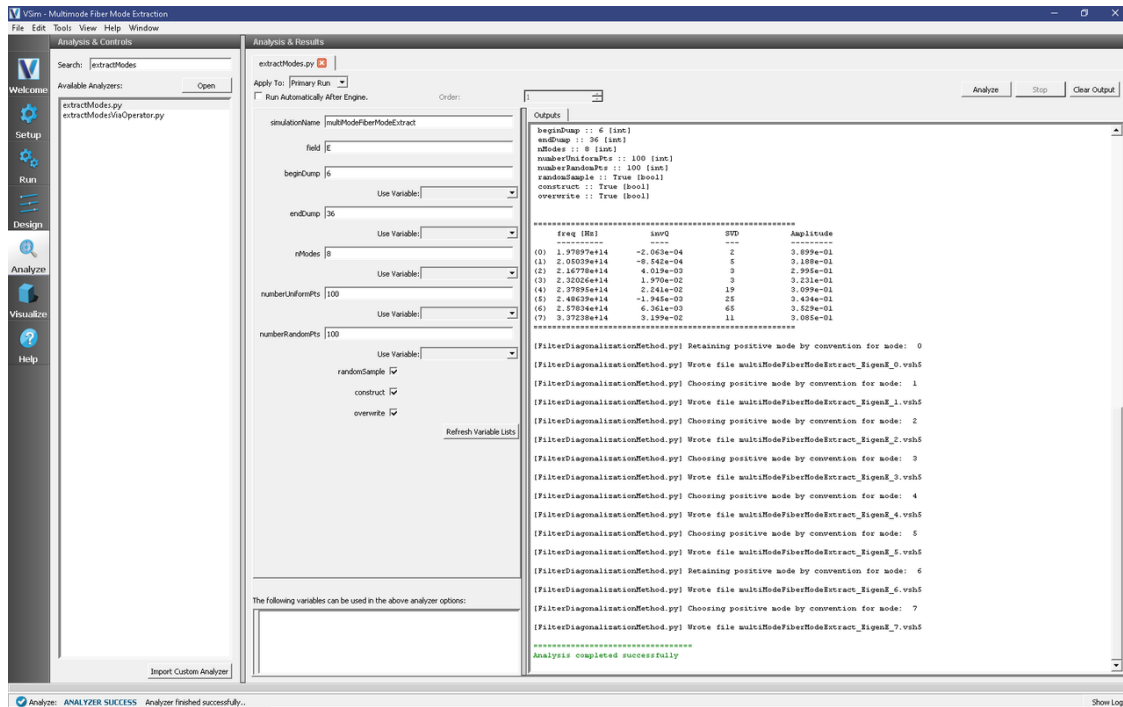 VSim - Multimode Fiber Mode Extraction
File Edit Tools View Help Window
Analysis & Controls
Analysis & Results
Welcome
Setup
Run
Design
Analyze
Visualize
Help
Search: extractModes
Available Analyzers: Open
extractModes.py
extractModesViaOperator.py
Import Custom Analyzer
extractModes.py
Apply To: Primary Run
Run Automatically After Engine. Order: 1
Analyze Stop Clear Output
simulationName multiModeFiberModeExtract
field E
beginDump 6
Use Variable:
endDump 36
Use Variable:
nModes 8
Use Variable:
numberUniformPts 100
Use Variable:
numberRandomPts 100
Use Variable:
randomSample
construct
overwrite
Refresh Variable Lists
The following variables can be used in the above analyzer options:
Outputs
beginDump :: 6 [int]
endDump :: 36 [int]
nModes :: 8 [int]
numberUniformPts :: 100 [int]
numberRandomPts :: 100 [int]
randomSample :: True [bool]
construct :: True [bool]
overwrite :: True [bool]
freq [Hz] invQ SVD Amplitude
(0) 1.97897e+14 -2.063e-04 2 3.899e-01
(1) 2.05039e+14 -8.542e-04 5 3.188e-01
(2) 2.16778e+14 4.019e-03 3 2.995e-01
(3) 2.32026e+14 1.970e-02 3 3.231e-01
(4) 2.37895e+14 2.241e-02 19 3.099e-01
(5) 2.48639e+14 -1.945e-03 25 3.434e-01
(6) 2.57834e+14 6.361e-03 65 3.529e-01
(7) 3.37238e+14 3.199e-02 11 3.085e-01
[FilterDiagonalizationMethod.py] Retaining positive mode by convention for mode: 0
[FilterDiagonalizationMethod.py] Wrote file multiModeFiberModeExtract_EigenE_0.vsh5
[FilterDiagonalizationMethod.py] Choosing positive mode by convention for mode: 1
[FilterDiagonalizationMethod.py] Wrote file multiModeFiberModeExtract_EigenE_1.vsh5
[FilterDiagonalizationMethod.py] Choosing positive mode by convention for mode: 2
[FilterDiagonalizationMethod.py] Wrote file multiModeFiberModeExtract_EigenE_2.vsh5
[FilterDiagonalizationMethod.py] Choosing positive mode by convention for mode: 3
[FilterDiagonalizationMethod.py] Wrote file multiModeFiberModeExtract_EigenE_3.vsh5
[FilterDiagonalizationMethod.py] Choosing positive mode by convention for mode: 4
[FilterDiagonalizationMethod.py] Wrote file multiModeFiberModeExtract_EigenE_4.vsh5
[FilterDiagonalizationMethod.py] Choosing positive mode by convention for mode: 5
[FilterDiagonalizationMethod.py] Wrote file multiModeFiberModeExtract_EigenE_5.vsh5
[FilterDiagonalizationMethod.py] Retaining positive mode by convention for mode: 6
[FilterDiagonalizationMethod.py] Wrote file multiModeFiberModeExtract_EigenE_6.vsh5
[FilterDiagonalizationMethod.py] Choosing positive mode by convention for mode: 7
[FilterDiagonalizationMethod.py] Wrote file multiModeFiberModeExtract_EigenE_7.vsh5
Analysis completed successfully
Analyze: ANALYZER SUCCESS Analyzer finished successfully..
Show Log